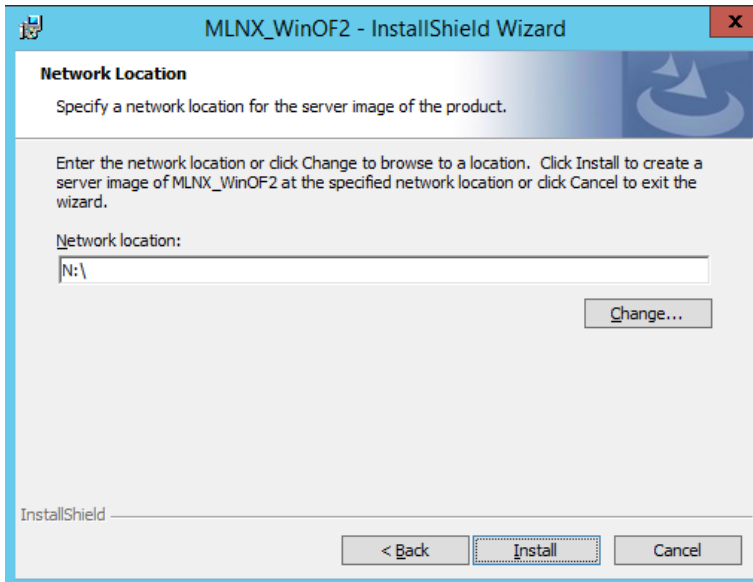 MLNX_WinOF2 - InstallShield Wizard
x
Network Location
Specify a network location for the server image of the product.
Enter the network location or click Change to browse to a location. Click Install to create a
server image of MLNX_WinOF2 at the specified network location or click Cancel to exit the
wizard.
Network location:
N:\
Change...
InstallShield
< Back
Install
Cancel